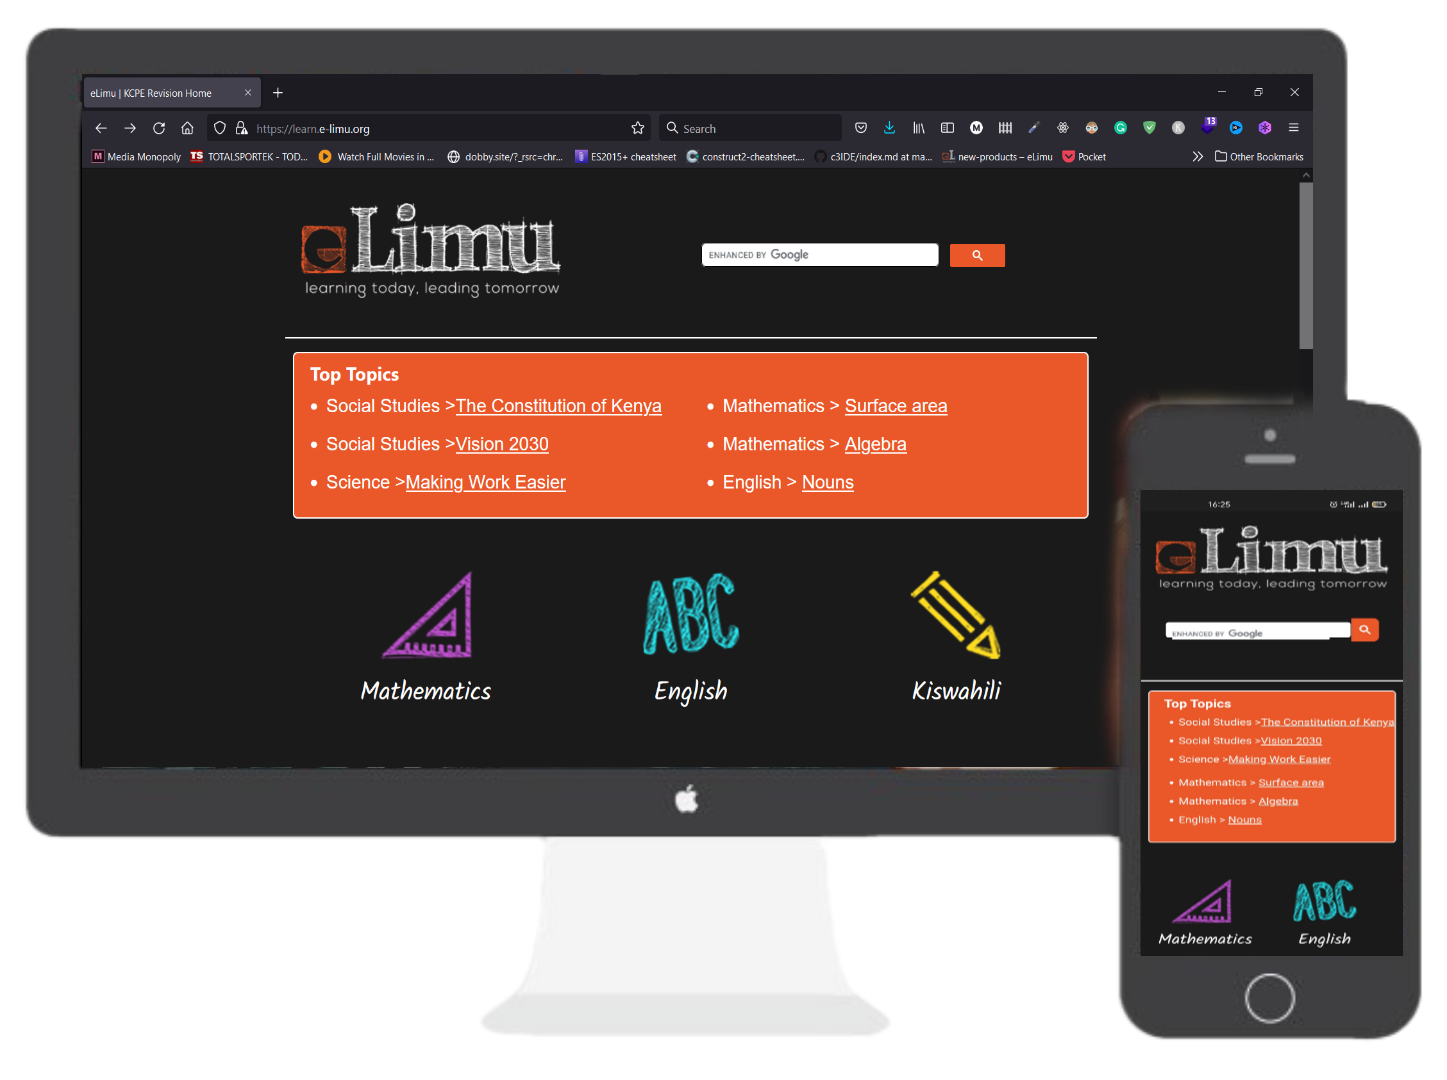 eLimu | KCPE Revision Home
https://learn.e-limu.org
Search
13
M Media Monopoly
TS TOTALSPORTEK - TOD...
Watch Full Movies in ...
dobby.site/?_rsrc=chr...
ES2015+ cheatsheet
construct2-cheatsheet....
c3IDE/index.md at ma...
eL new-products – eLimu
Pocket
Other Bookmarks
eLimu
learning today, leading tomorrow
ENHANCED BY Google
Top Topics
• Social Studies >The Constitution of Kenya
• Social Studies >Vision 2030
• Science >Making Work Easier
• Mathematics > Surface area
• Mathematics > Algebra
• English > Nouns
ABC
Mathematics
English
Kiswahili
16:25
eLimu
learning today, leading tomorrow
ENHANCED BY Google
Top Topics
• Social Studies >The Constitution of Kenya
• Social Studies >Vision 2030
• Science >Making Work Easier
• Mathematics > Surface area
• Mathematics > Algebra
• English > Nouns
ABC
Mathematics
English